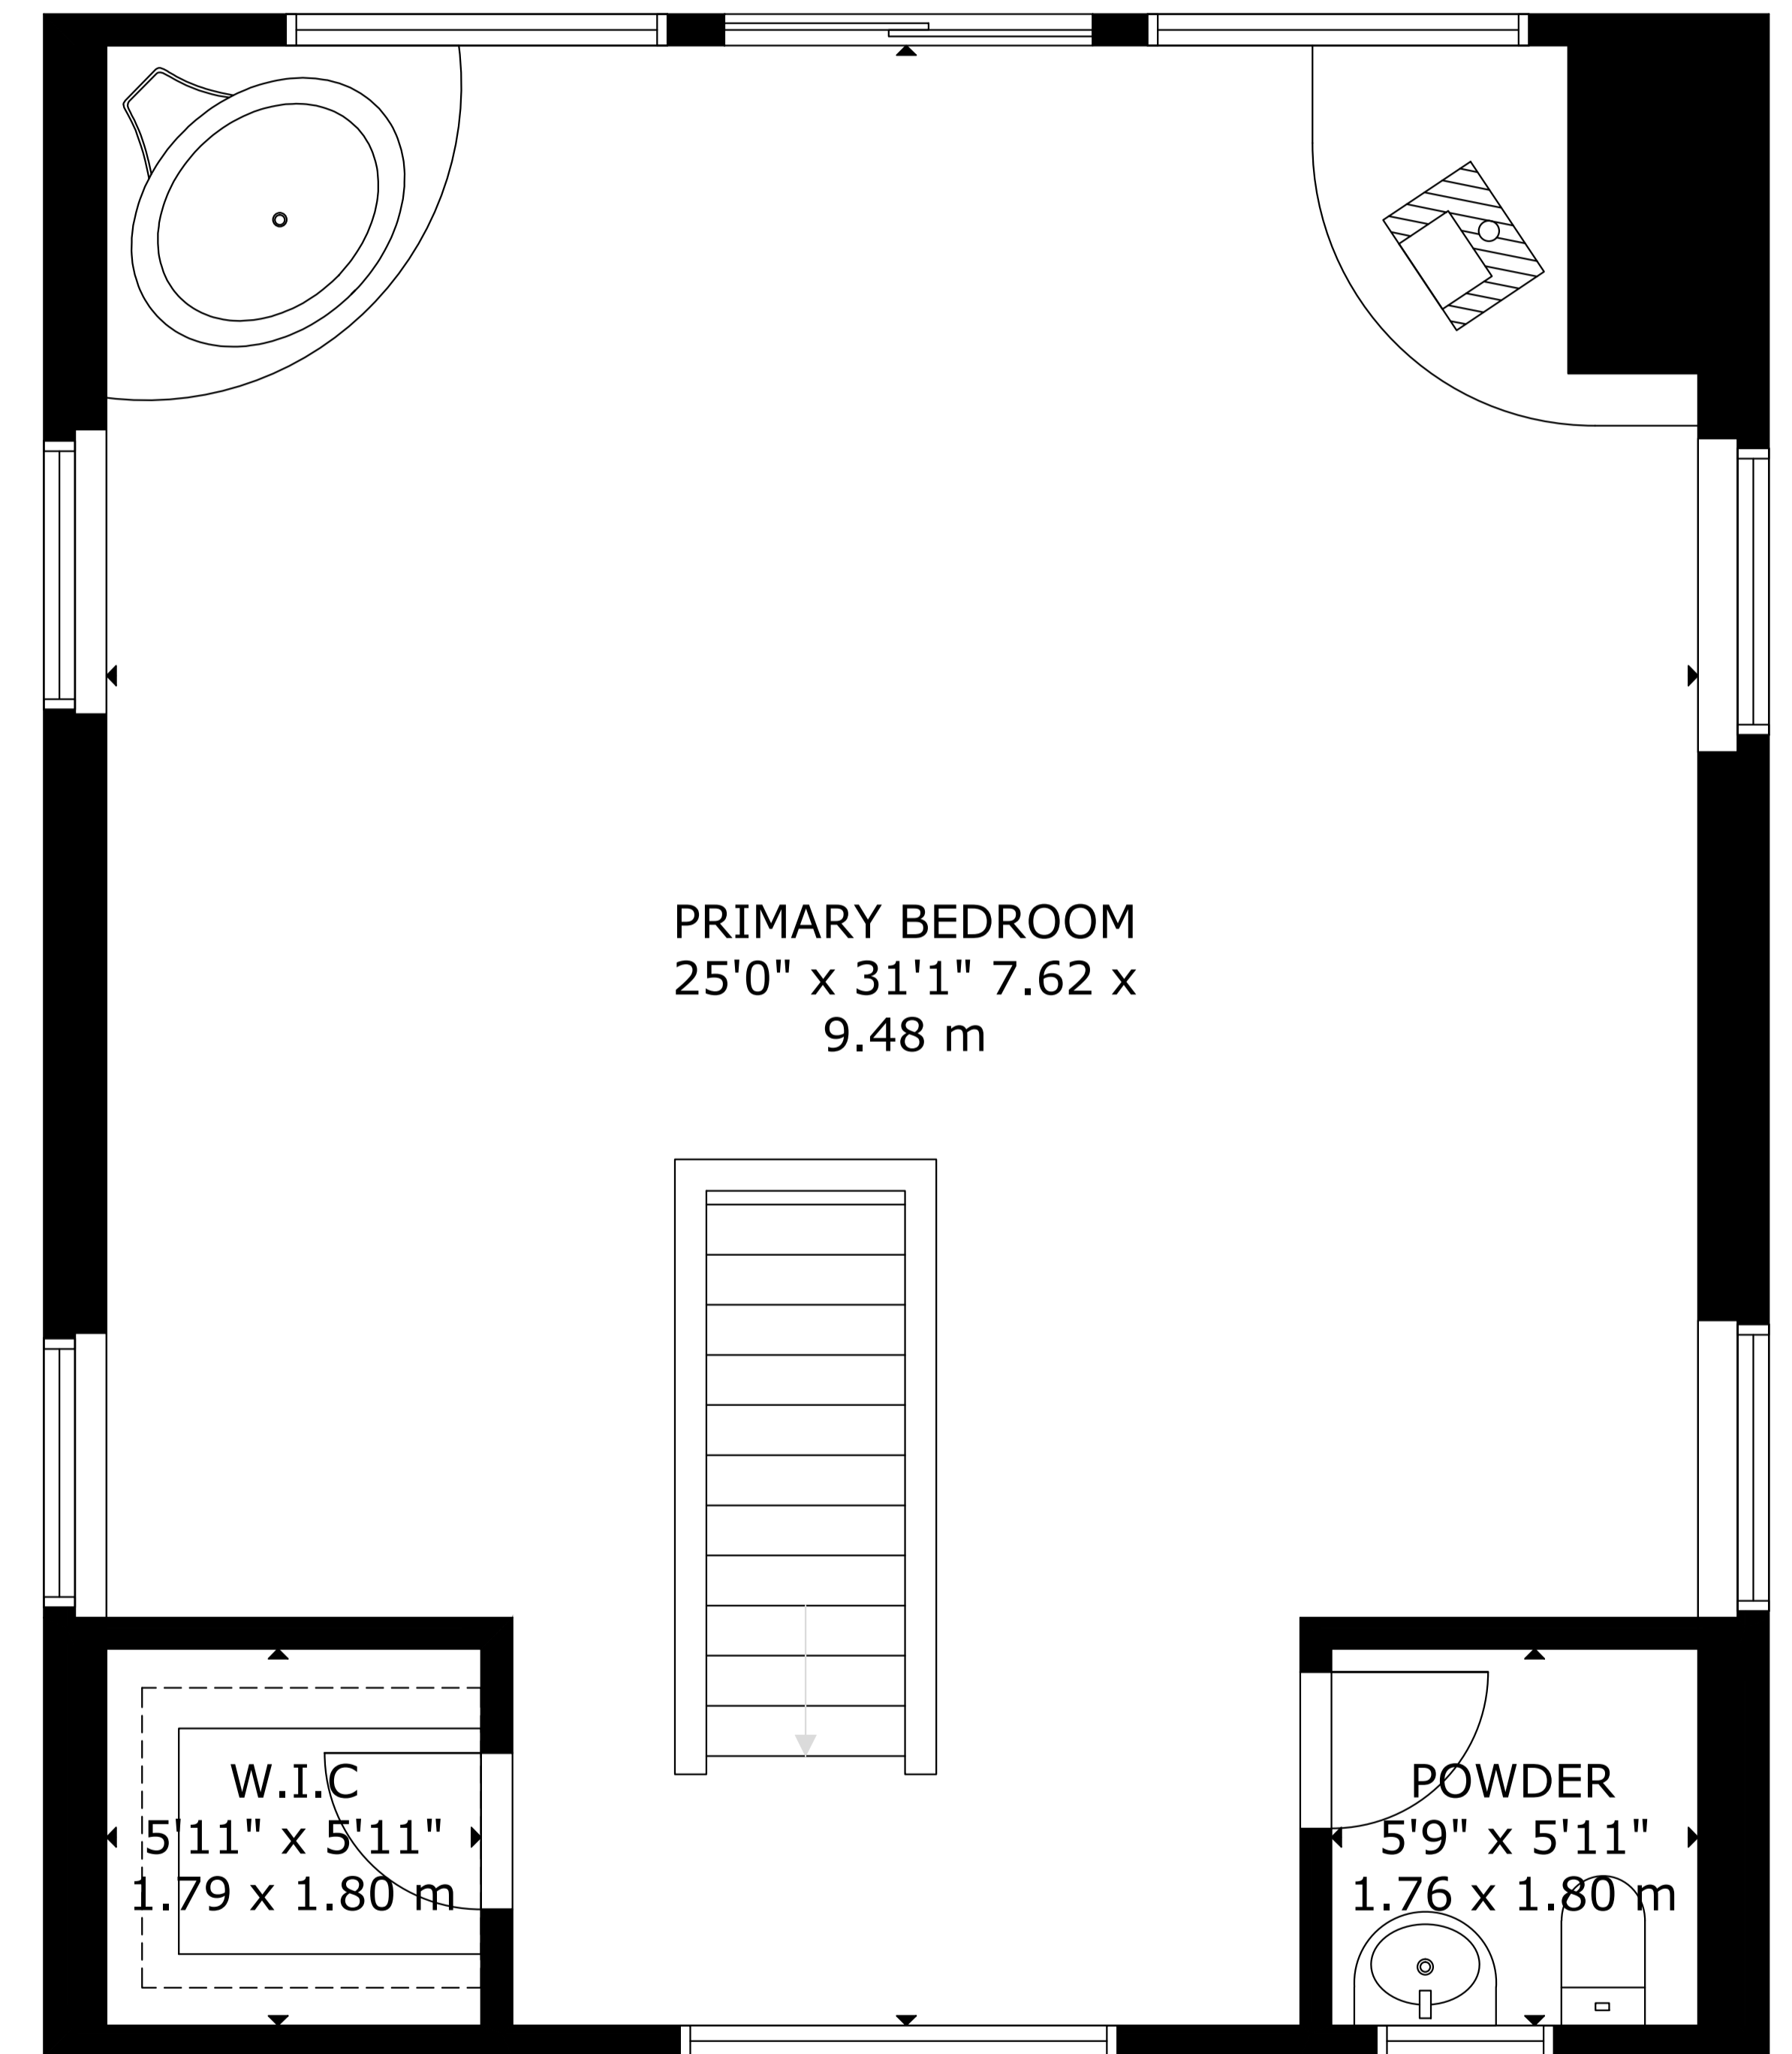 PRIMARY BEDROOM
25'0" x 31'1" 7.62 x
9.48 m
W.I.C
5'11" x 5'11"
1.79 x 1.80 m
POWDER
5'9" x 5'11"
1.76 x 1.80 m